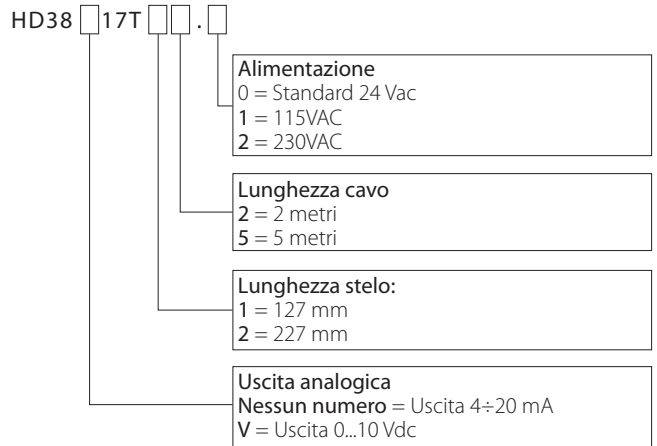 HD38 17T .
Alimentazione
0 = Standard 24 Vac
1 = 115VAC
2 = 230VAC
Lunghezza cavo
2 = 2 metri
5 = 5 metri
Lunghezza stelo:
1 = 127 mm
2 = 227 mm
Uscita analogica
Nessun numero = Uscita 4÷20 mA
V = Uscita 0...10 Vdc